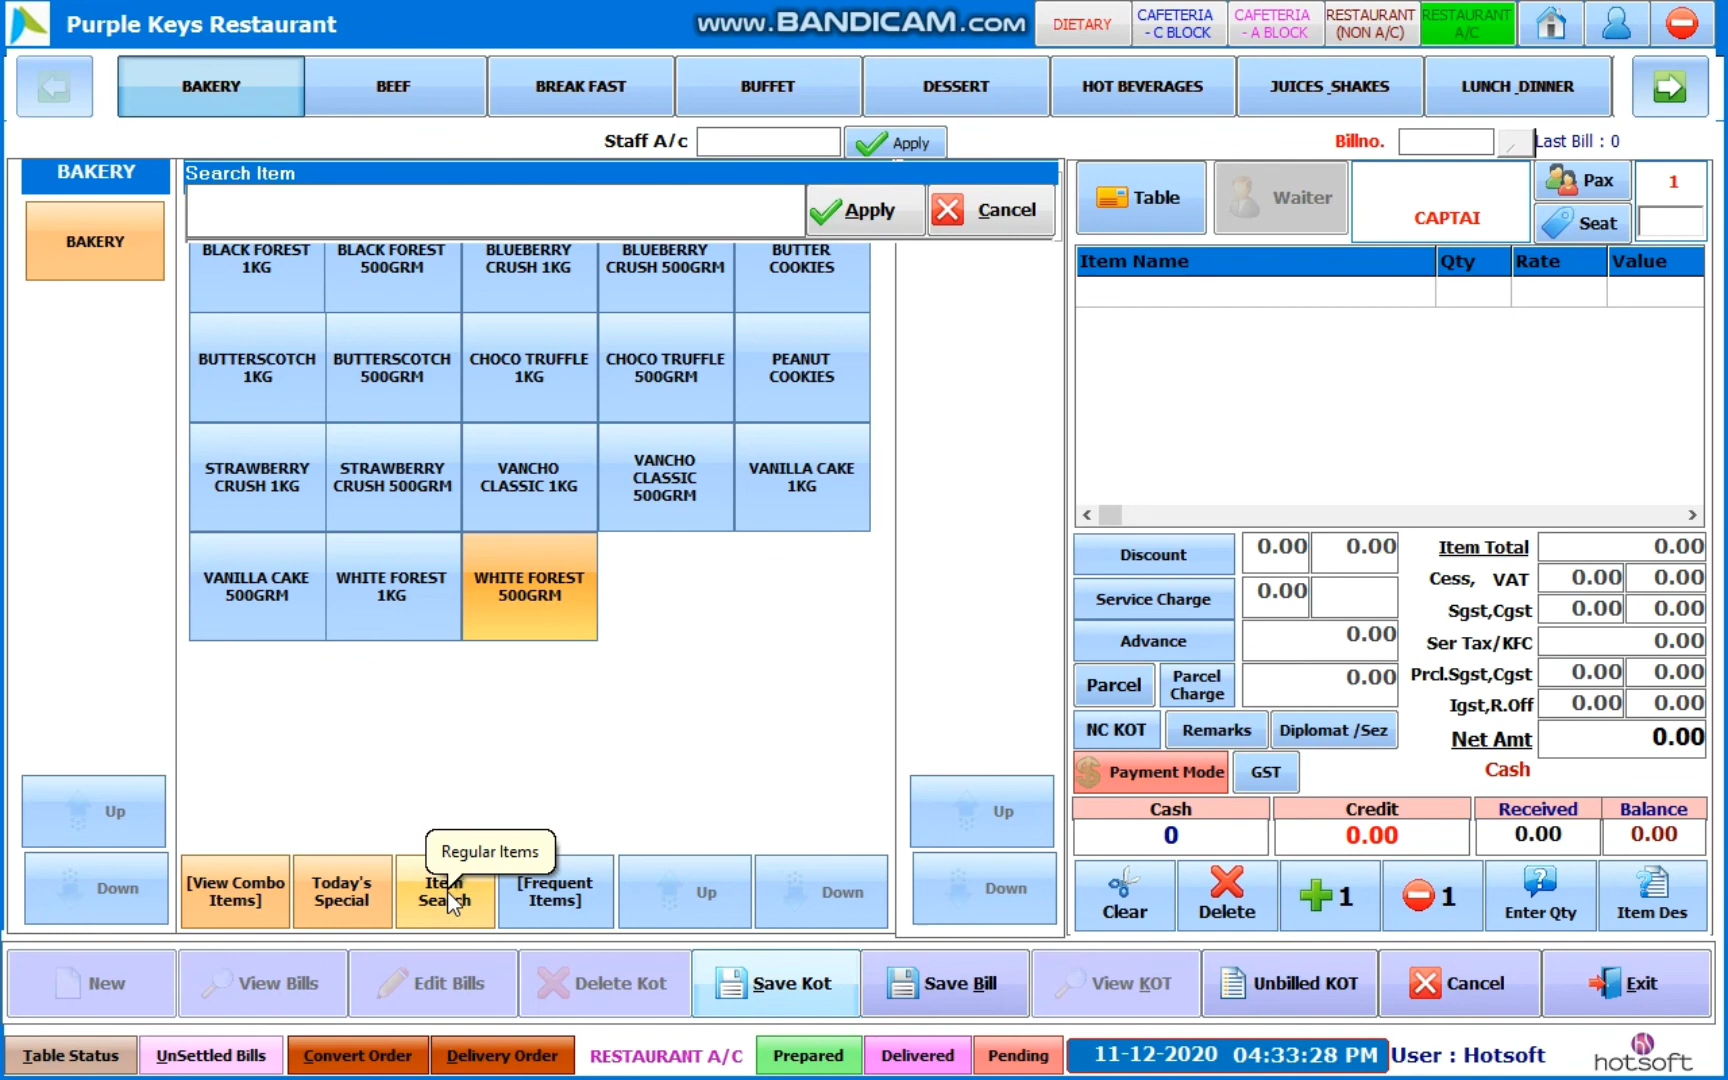 Purple Keys Restaurant
www.BANDICAM.com
DIETARY
CAFETERIA
- C BLOCK
CAFETERIA
- A BLOCK
RESTAURANT
(NON A/C)
RESTAURANT
A/C
BAKERY
BEEF
BREAK FAST
BUFFET
DESSERT
HOT BEVERAGES
JUICES_SHAKES
LUNCH_DINNER
Staff A/c
Apply
Billno.
Last Bill : 0
BAKERY
BAKERY
Search Item
Apply
Cancel
BLACK FOREST
1KG
BLACK FOREST
500GRM
BLUEBERRY
CRUSH 1KG
BLUEBERRY
CRUSH 500GRM
BUTTER
COOKIES
BUTTERSCOTCH
1KG
BUTTERSCOTCH
500GRM
CHOCO TRUFFLE
1KG
CHOCO TRUFFLE
500GRM
PEANUT
COOKIES
STRAWBERRY
CRUSH 1KG
STRAWBERRY
CRUSH 500GRM
VANCHO
CLASSIC 1KG
VANCHO
CLASSIC
500GRM
VANILLA CAKE
1KG
VANILLA CAKE
500GRM
WHITE FOREST
1KG
WHITE FOREST
500GRM
Up
Down
Regular Items
[View Combo
Items]
Today's
Special
Item
Search
[Frequent
Items]
Up
Down
Up
Down
Table
Waiter
CAPTAI
Pax
1
Seat
Item Name Qty Rate Value
Discount 0.00 0.00
Service Charge 0.00
Advance 0.00
Parcel
Parcel
Charge
0.00
NC KOT
Remarks
Diplomat /Sez
Payment Mode
GST
Item Total 0.00
Cess, VAT 0.00 0.00
Sgst,Cgst 0.00 0.00
Ser Tax/KFC 0.00
Prcl.Sgst,Cgst 0.00 0.00
Igst,R.Off 0.00 0.00
Net Amt 0.00
Cash
Cash Credit Received Balance
0 0.00 0.00 0.00
Clear
Delete
1
1
Enter Qty
Item Des
New
View Bills
Edit Bills
Delete Kot
Save Kot
Save Bill
View KOT
Unbilled KOT
Cancel
Exit
Table Status
UnSettled Bills
Convert Order
Delivery Order
RESTAURANT A/C
Prepared
Delivered
Pending
11-12-2020 04:33:28 PM
User : Hotsoft
hotsoft